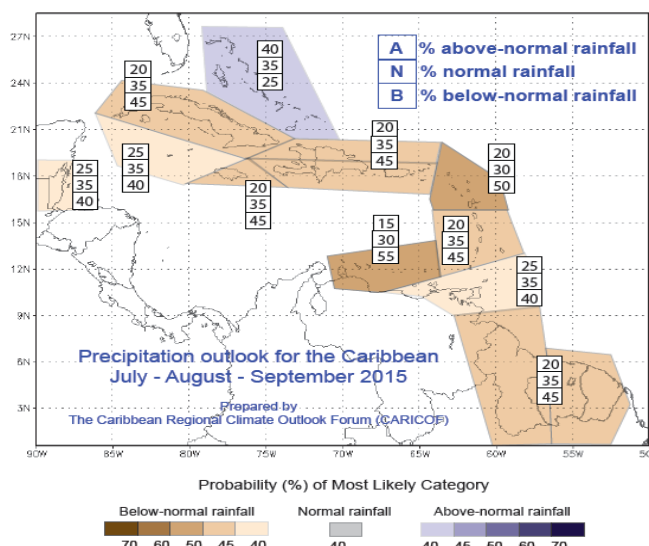 27N
24N
21N
18N
15N
12N
9N
6N
3N
A % above-normal rainfall
N % normal rainfall
B % below-normal rainfall
40
35
25
20
35
45
20
35
45
25
35
40
25
35
40
20
30
50
20
35
45
15
30
55
20
35
45
25
35
40
20
35
45
Precipitation outlook for the Caribbean
July - August - September 2015
Prepared by
The Caribbean Regional Climate Outlook Forum (CARICOF)
90W 85W 80W 75W 70W 65W 60W 55W
Probability (%) of Most Likely Category
Below-normal rainfall Normal rainfall Above-normal rainfall
70 60 50 45 40 40 40 45 50 60 70